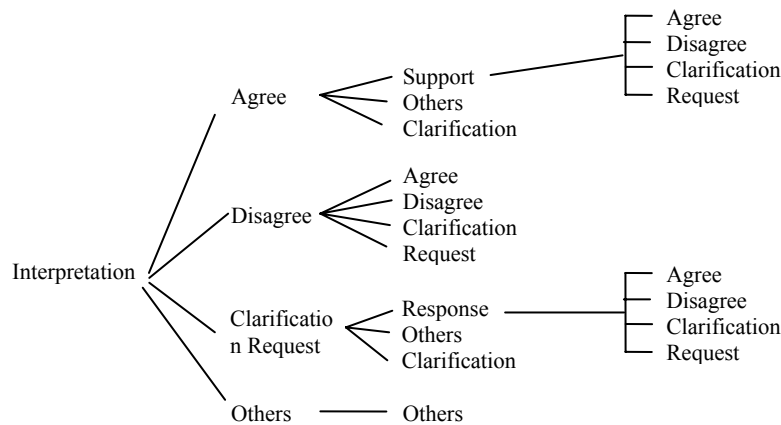 Agree
Disagree
Clarification
Request
Support
Others
Clarification
Agree
Agree
Disagree
Clarification
Request
Disagree
Interpretation
Clarificatio
n Request
Response
Others
Clarification
Agree
Disagree
Clarification
Request
Others
Others